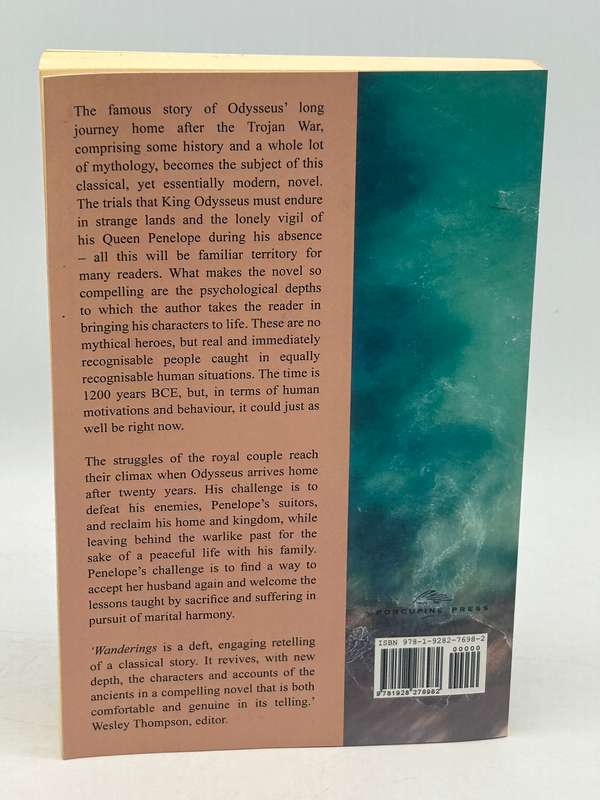 The famous story of Odysseus' long
journey home after the Trojan War,
comprising some history and a whole lot
of mythology, becomes the subject of this
classical, yet essentially modern, novel.
The trials that King Odysseus must endure
in strange lands and the lonely vigil of
his Queen Penelope during his absence
– all this will be familiar territory for
many readers. What makes the novel so
compelling are the psychological depths
to which the author takes the reader in
bringing his characters to life. These are no
mythical heroes, but real and immediately
recognisable people caught in equally
recognisable human situations. The time is
1200 years BCE, but, in terms of human
motivations and behaviour, it could just as
well be right now.
The struggles of the royal couple reach
their climax when Odysseus arrives home
after twenty years. His challenge is to
defeat his enemies, Penelope's suitors,
and reclaim his home and kingdom, while
leaving behind the warlike past for the
sake of a peaceful life with his family.
Penelope's challenge is to find a way to
accept her husband again and welcome the
lessons taught by sacrifice and suffering in
pursuit of marital harmony.
'Wanderings is a deft, engaging retelling
of a classical story. It revives, with new
depth, the characters and accounts of the
ancients in a compelling novel that is both
comfortable and genuine in its telling.'
Wesley Thompson, editor.
PORCUPINE PRESS
ISBN 978-1-9282-7698-2
00000
9781928276982